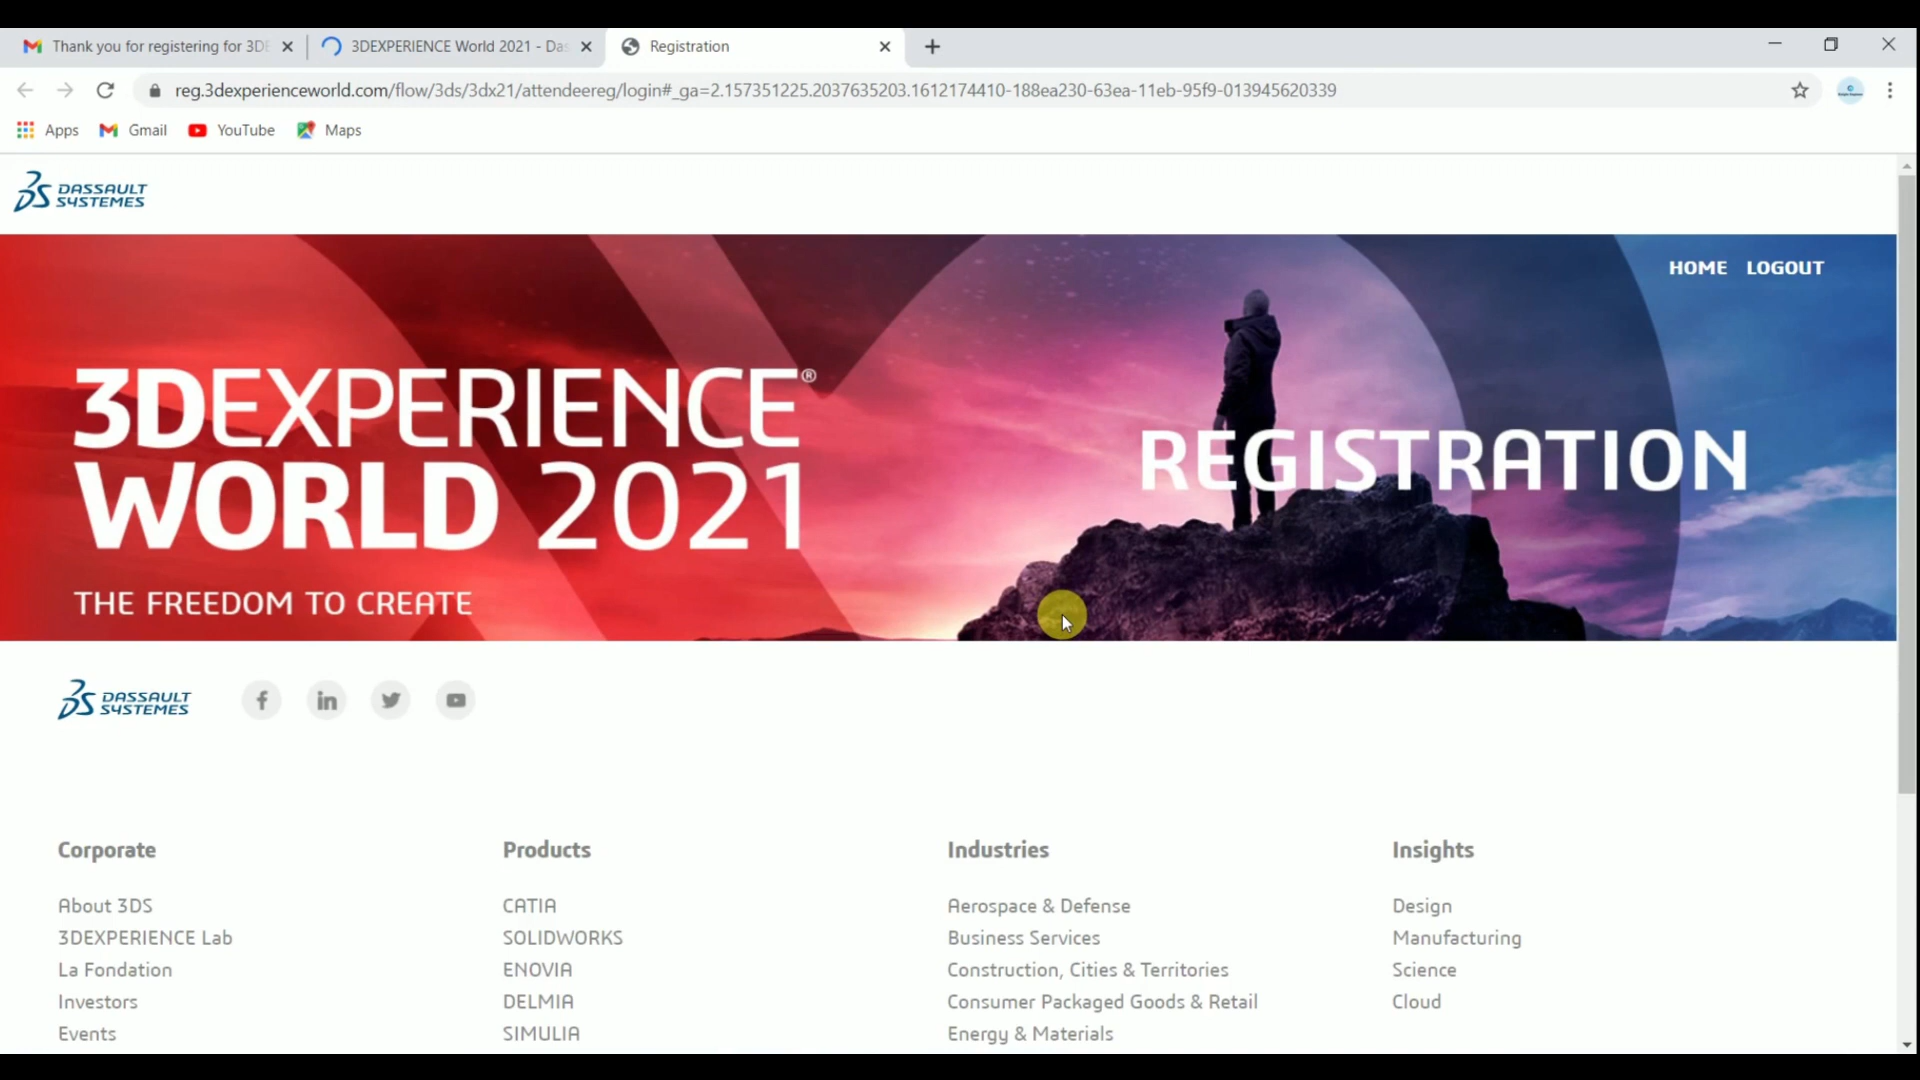 Thank you for registering for 3DE
3DEXPERIENCE World 2021 - Das
Registration
reg.3dexperienceworld.com/flow/3ds/3dx21/attendeereg/login#_ga=2.157351225.2037635203.1612174410-188ea230-63ea-11eb-95f9-013945620339
Apps Gmail YouTube Maps
DASSAULT
SYSTEMES
HOME LOGOUT
3DEXPERIENCE®
WORLD 2021
REGISTRATION
THE FREEDOM TO CREATE
DASSAULT
SYSTEMES
Corporate
About 3DS
3DEXPERIENCE Lab
La Fondation
Investors
Events
Products
CATIA
SOLIDWORKS
ENOVIA
DELMIA
SIMULIA
Industries
Aerospace & Defense
Business Services
Construction, Cities & Territories
Consumer Packaged Goods & Retail
Energy & Materials
Insights
Design
Manufacturing
Science
Cloud